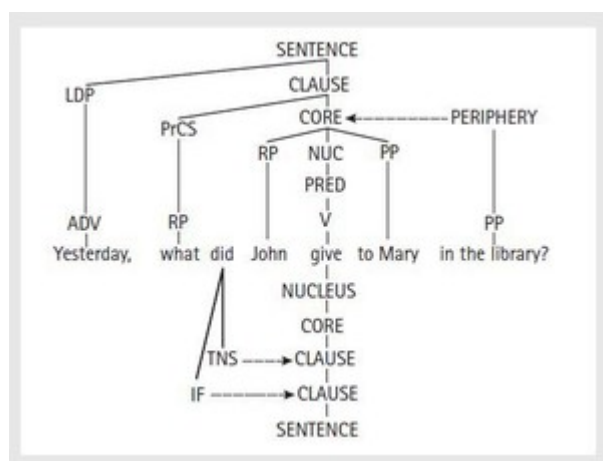 SENTENCE
LDP CLAUSE
PrCS CORE PERIPHERY
RP NUC PP
PRED
ADV RP V PP
Yesterday, what did John give to Mary in the library?
NUCLEUS
CORE
TNS CLAUSE
IF CLAUSE
SENTENCE